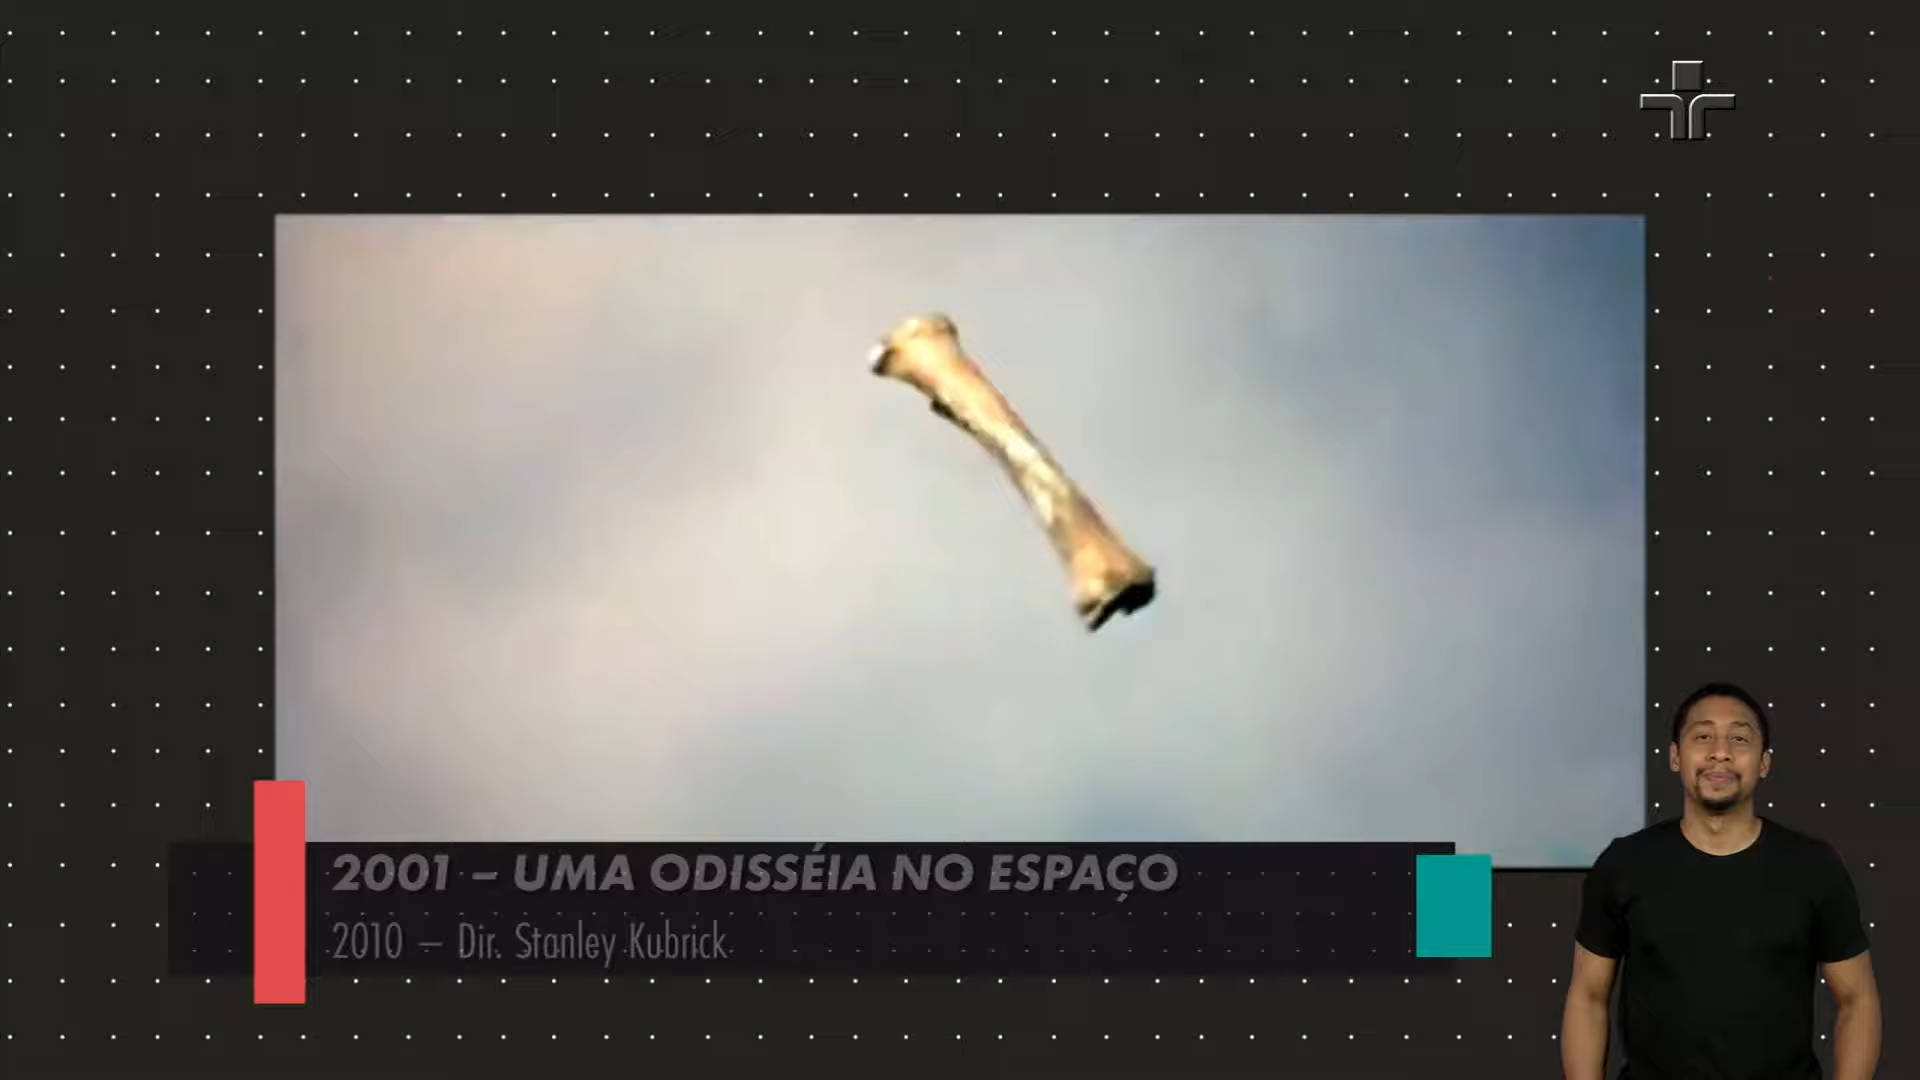 2001 – UMA ODISSÉIA NO ESPAÇO
2010 – Dir. Stanley Kubrick